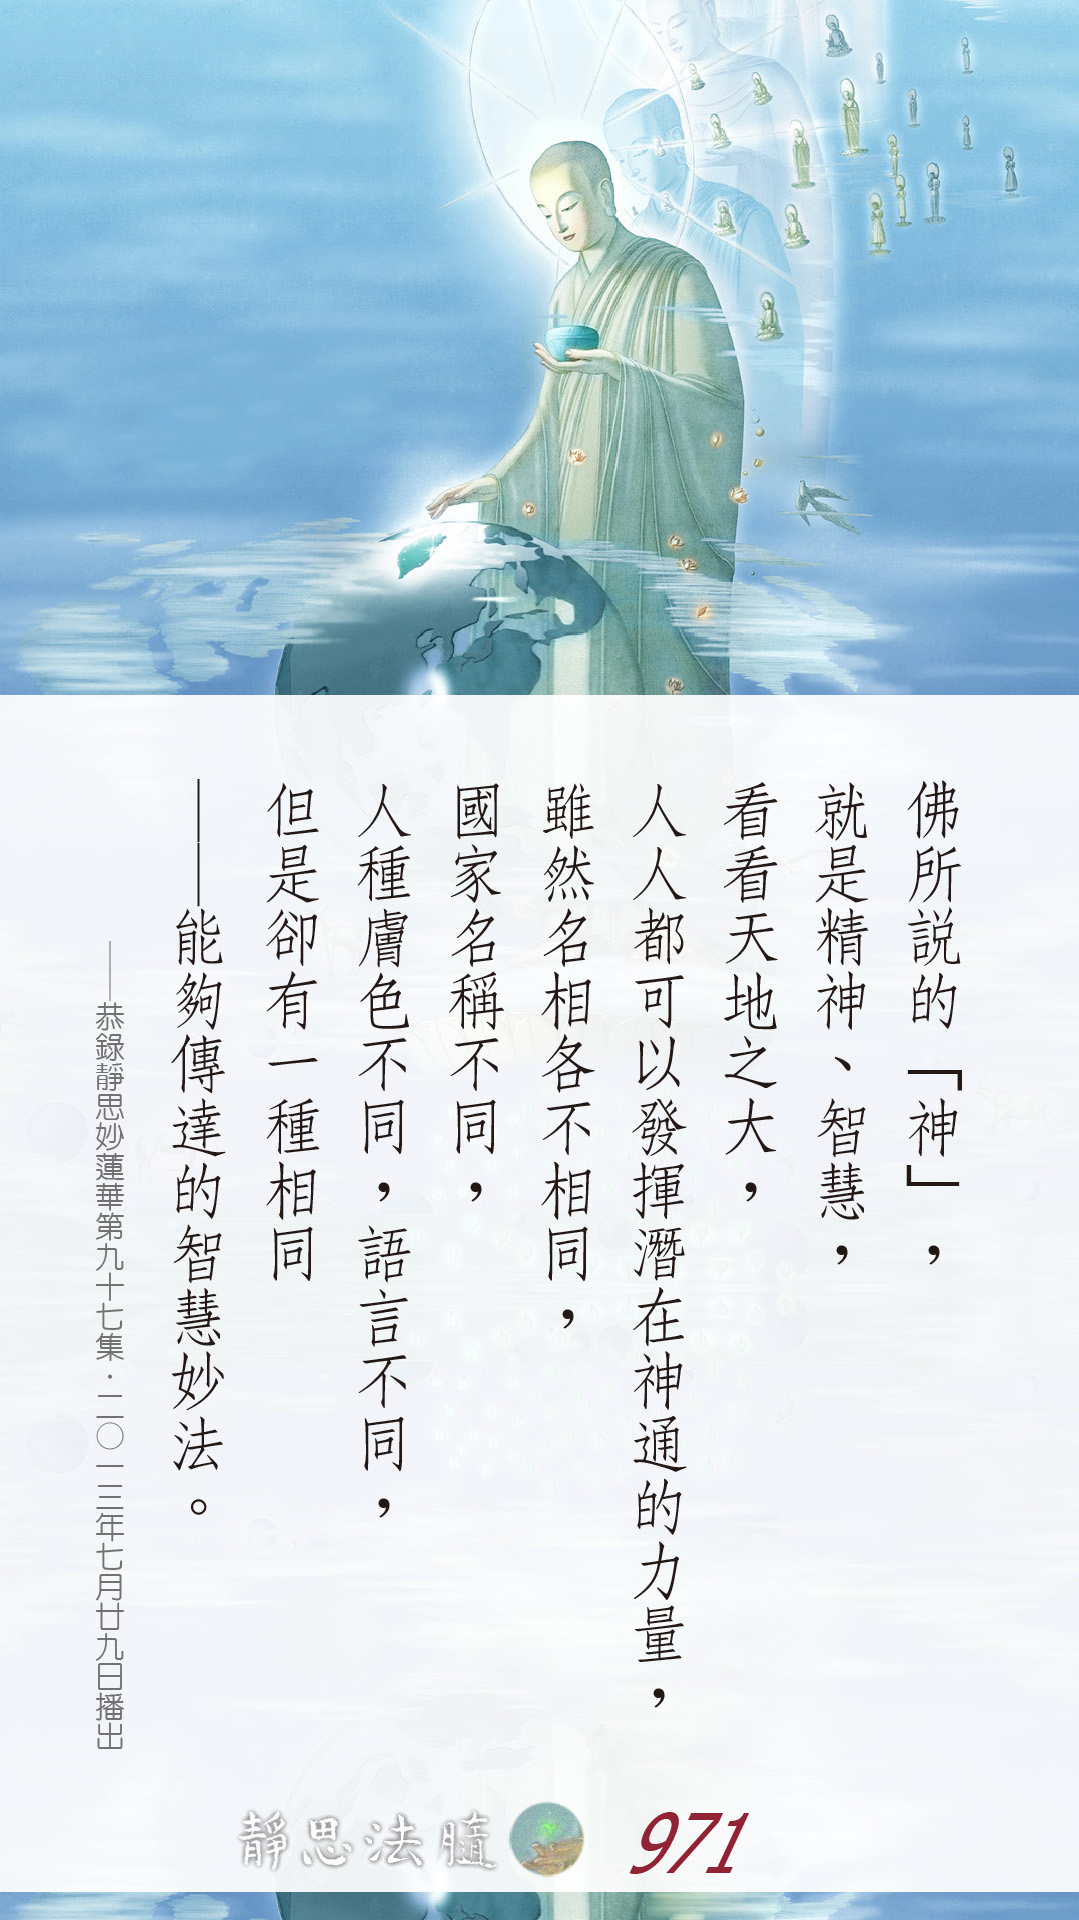 佛所説的「神」，
就是精神、智慧，
看看天地之大，
人人都可以發揮潛在神通的力量，
雖然名相各不相同，
國家名稱不同，
人種膚色不同，語言不同，
但是卻有一種相同
——能夠傳達的智慧妙法。
——恭錄靜思妙蓮華第九十七集·二〇一三年七月廿九日播出
靜思法髓
971